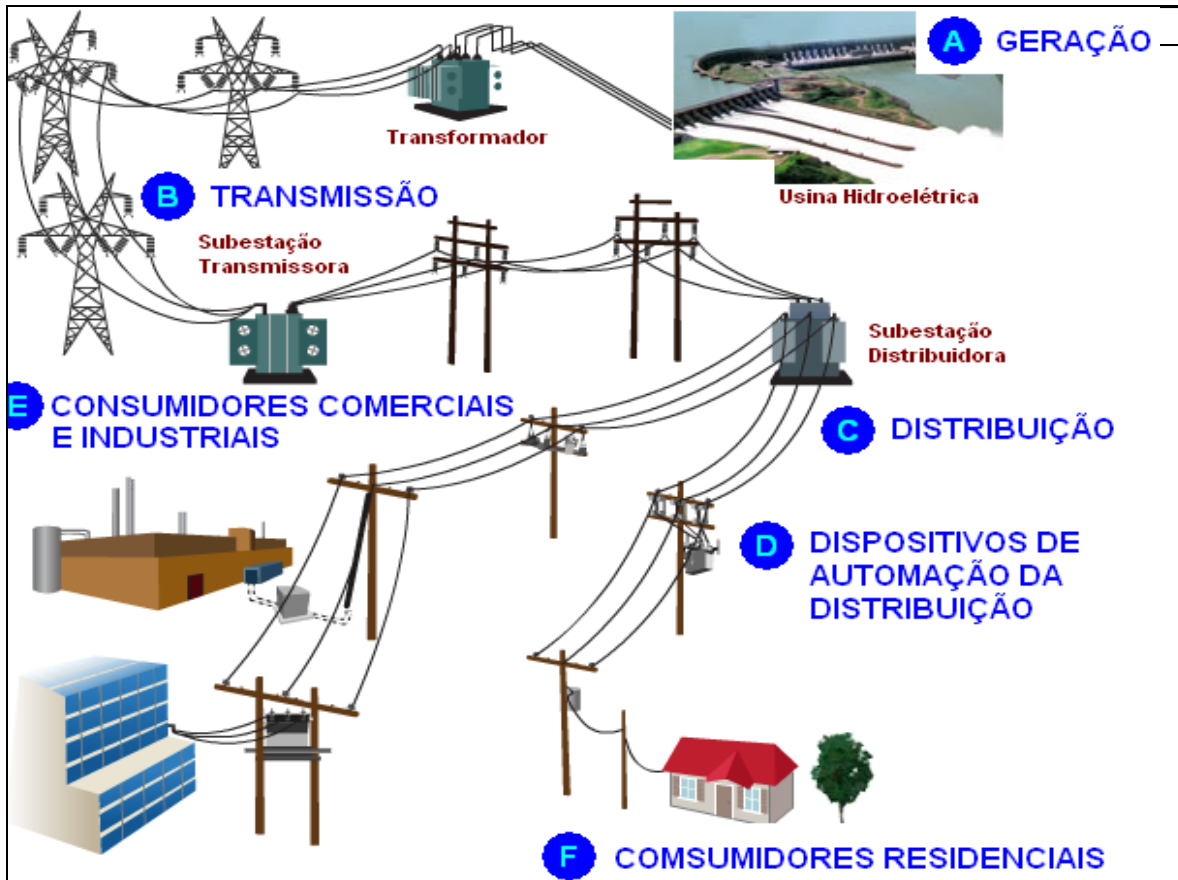 A GERAÇÃO
Transformador
Usina Hidroelétrica
B TRANSMISSÃO
Subestação
Transmissora
Subestação
Distribuidora
E CONSUMIDORES COMERCIAIS
E INDUSTRIAIS
C DISTRIBUIÇÃO
D DISPOSITIVOS DE
AUTOMAÇÃO DA
DISTRIBUIÇÃO
F COMSUMIDORES RESIDENCIAIS